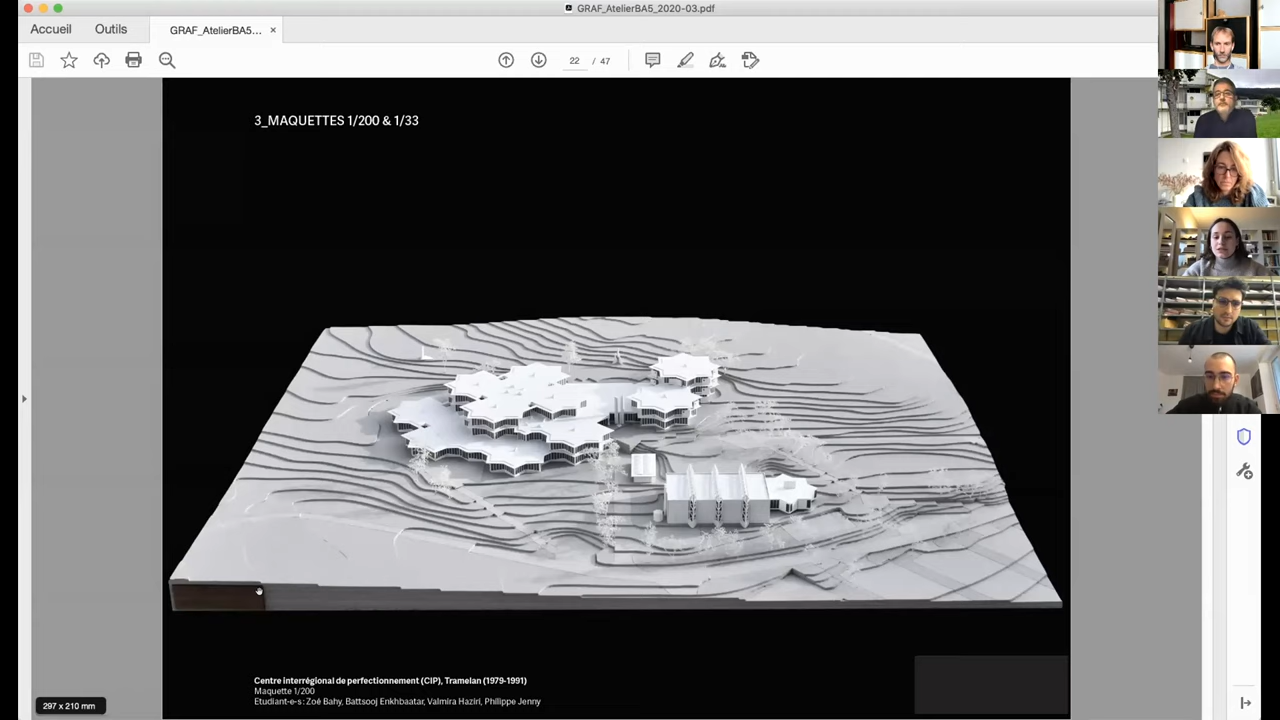 GRAF_AtelierBA5_2020-03.pdf
Accueil
Outils
GRAF_AtelierBA5...
22 / 47
3_MAQUETTES 1/200 & 1/33
Centre interrégional de perfectionnement (CIP), Tramelan (1979-1991)
Maquette 1/200
Etudiant-e-s : Zoé Bahy, Battsooj Enkhbaatar, Valmira Haziri, Philippe Jenny
297 x 210 mm